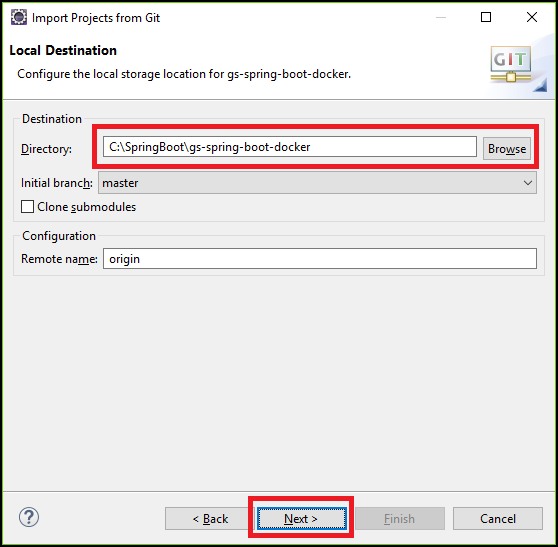 Import Projects from Git
Local Destination
Configure the local storage location for gs-spring-boot-docker.
GIT
Destination
Directory: C:\SpringBoot\gs-spring-boot-docker Browse
Initial branch: master
Clone submodules
Configuration
Remote name: origin
? < Back Next > Finish Cancel